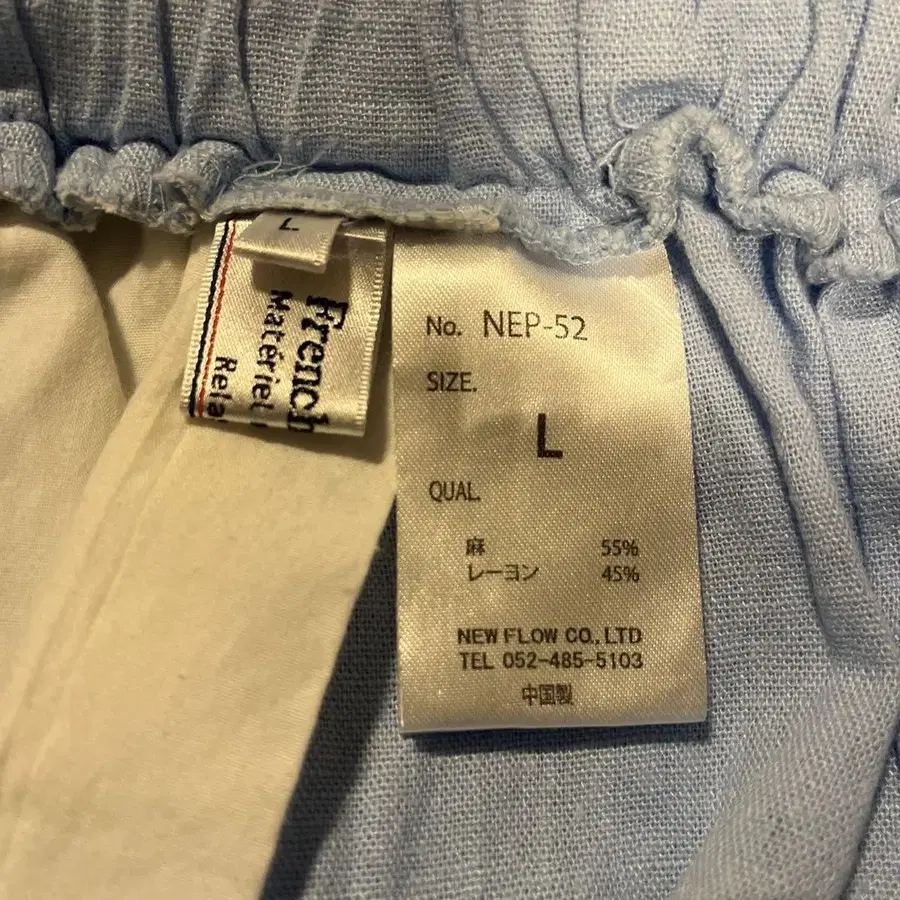 L
French
Matériel
No. NEP-52
SIZE.
L
QUAL.
麻 55%
レーヨン 45%
NEW FLOW CO., LTD
TEL 052-485-5103
中国製